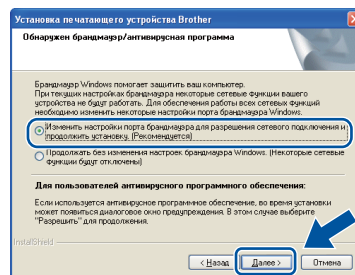 Установка печатающего устройства Brother
Обнаружен брандмауэр/антивирусная программа
Брандмауэр Windows помогает защитить ваш компьютер.
При текущих настройках брандмауэра некоторые сетевые функции вашего
устройства не будут работать. Для обеспечения работы всех сетевых функций
необходимо изменить некоторые настройки порта брандмауэра Windows.
Изменить настройки порта брандмауэра для разрешения сетевого подключения и
продолжить установку. (Рекомендуется)
Продолжать без изменения настроек брандмауэра Windows. (Некоторые сетевые
функции будут отключены)
Для пользователей антивирусного программного обеспечения:
Если используется антивирусное программное обеспечение, во время установки
может появиться диалоговое окно предупреждения. В этом случае выберите
"Разрешить" для продолжения.
InstallShield
< Назад
Далее >
Отмена